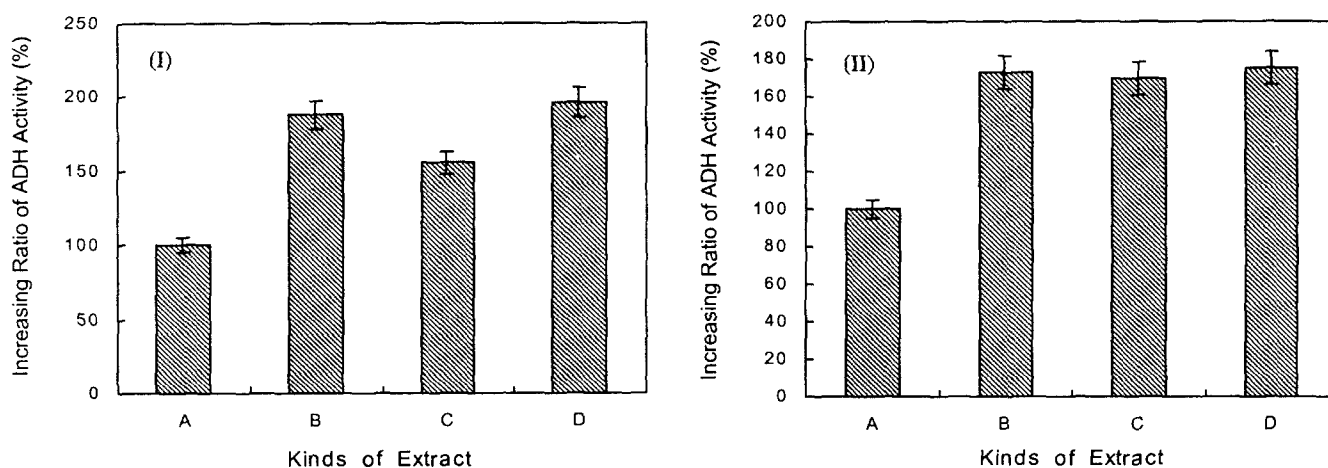 (I)
Increasing Ratio of ADH Activity (%)
250
200
150
100
50
0
A B C D
Kinds of Extract
(II)
Increasing Ratio of ADH Activity (%)
200
180
160
140
120
100
80
60
40
20
0
A B C D
Kinds of Extract